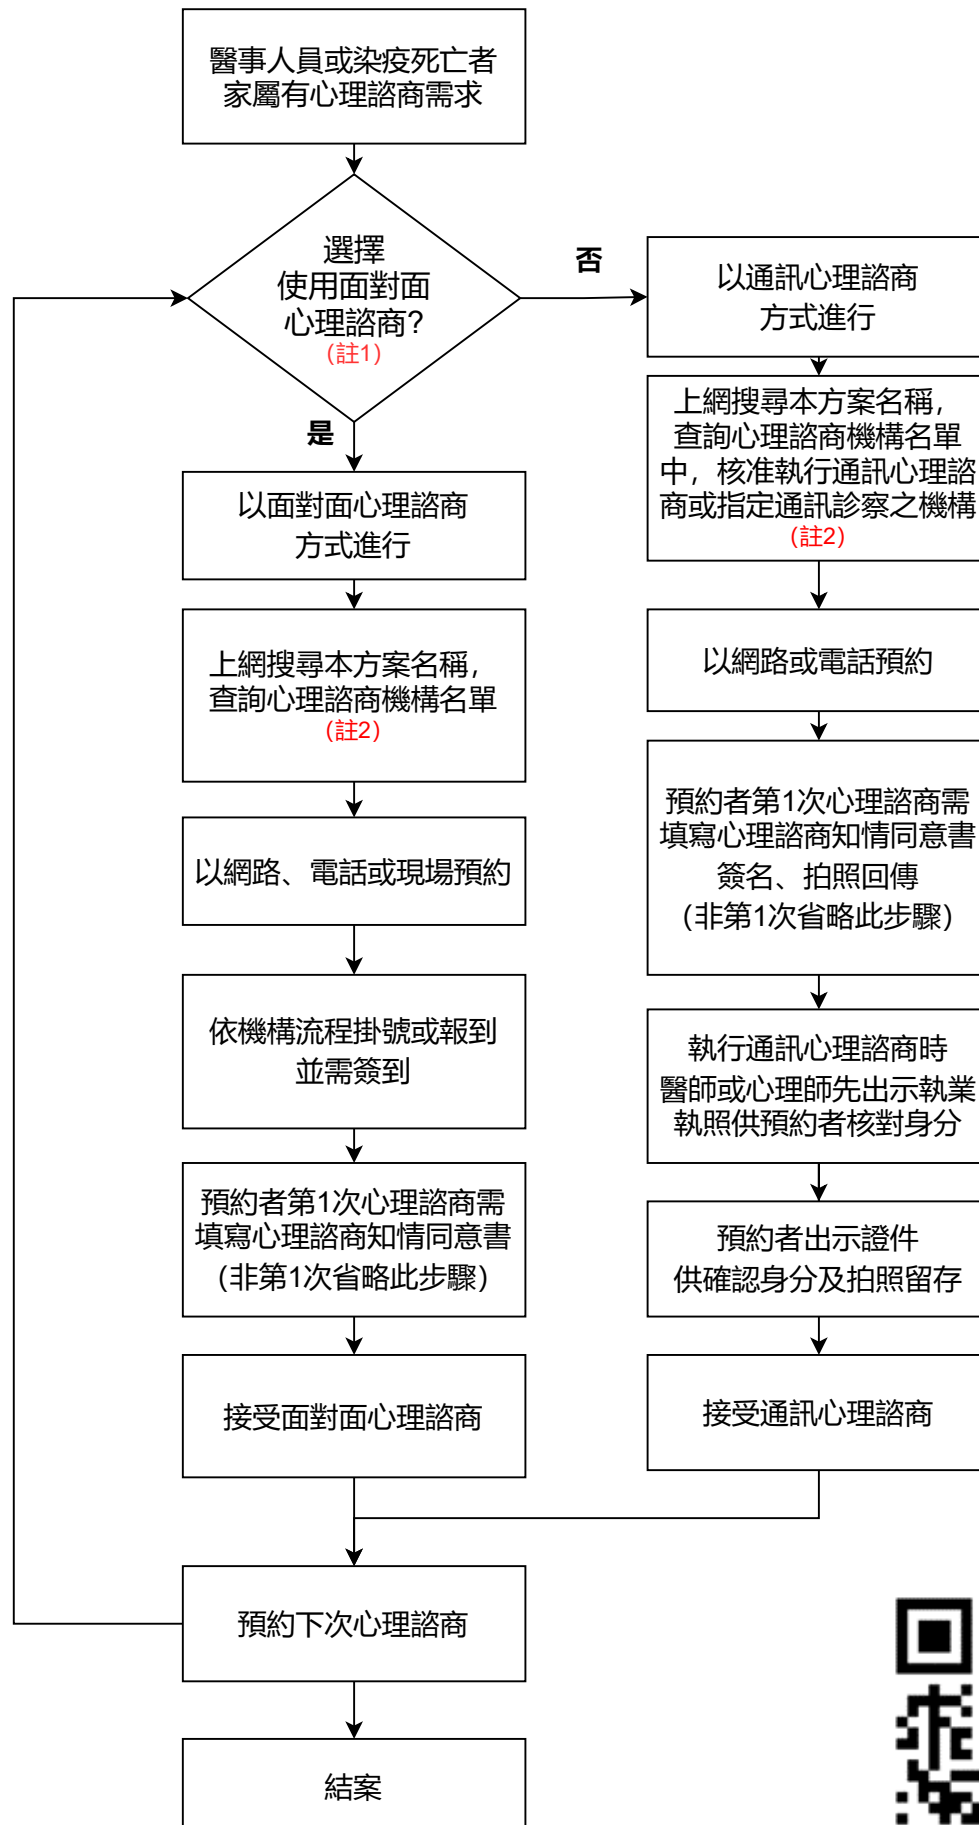 醫事人員或染疫死亡者
家屬有心理諮商需求
選擇
使用面對面
心理諮商?
(註1)
否
是
以面對面心理諮商
方式進行
上網搜尋本方案名稱,
查詢心理諮商機構名單
(註2)
以網路、電話或現場預約
依機構流程掛號或報到
並需簽到
預約者第1次心理諮商需
填寫心理諮商知情同意書
(非第1次省略此步驟)
接受面對面心理諮商
以通訊心理諮商
方式進行
上網搜尋本方案名稱,
查詢心理諮商機構名單
中，核准執行通訊心理諮
商或指定通訊診察之機構
(註2)
以網路或電話預約
預約者第1次心理諮商需
填寫心理諮商知情同意書
簽名、拍照回傳
(非第1次省略此步驟)
執行通訊心理諮商時
醫師或心理師先出示執業
執照供預約者核對身分
預約者出示證件
供確認身分及拍照留存
接受通訊心理諮商
預約下次心理諮商
結案